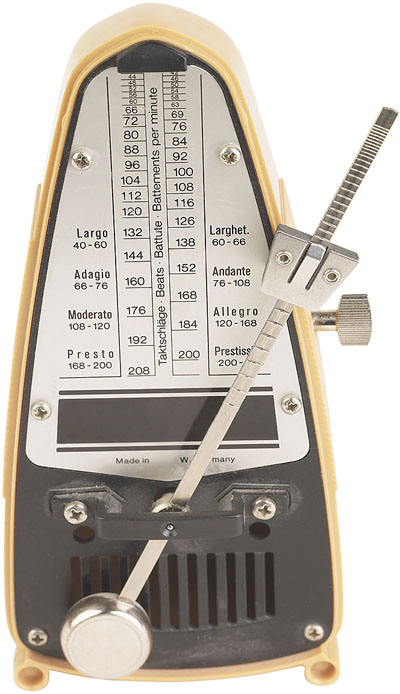 44
46
48
50
52
54
56
58
60
63
66
69
72
76
80
84
88
92
96
100
104
108
112
116
120
126
132
138
144
152
160
168
176
184
192
200
208
Taktschläge · Beats · Battute · Battements per minute
Largo
40 - 60
Adagio
66 - 76
Moderato
108 - 120
Presto
168 - 200
Larghet.
60 - 66
Andante
76 - 108
Allegro
120 - 168
Prestiss
200 -
Made in W. many